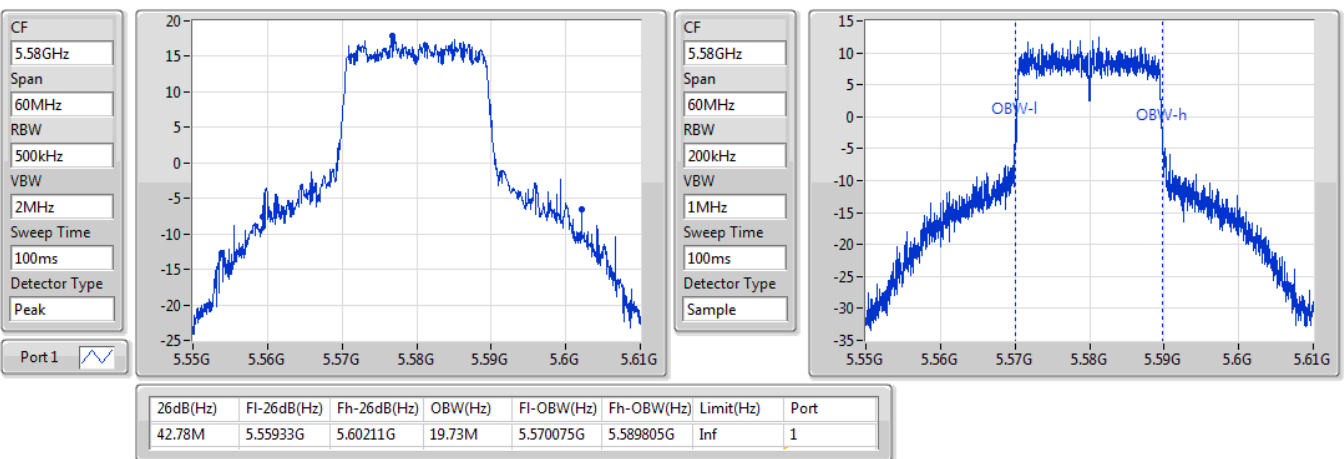 CF
5.58GHz
Span
60MHz
RBW
500kHz
VBW
2MHz
Sweep Time
100ms
Detector Type
Peak
Port 1
20
15
10
5
0
-5
-10
-15
-20
-25
5.55G 5.56G 5.57G 5.58G 5.59G 5.6G 5.61G
CF
5.58GHz
Span
60MHz
RBW
200kHz
VBW
1MHz
Sweep Time
100ms
Detector Type
Sample
15
10
5
0
-5
-10
-15
-20
-25
-30
-35
OBW-l
OBW-h
5.55G 5.56G 5.57G 5.58G 5.59G 5.6G 5.61G
26dB(Hz) Fl-26dB(Hz) Fh-26dB(Hz) OBW(Hz) Fl-OBW(Hz) Fh-OBW(Hz) Limit(Hz) Port
42.78M 5.55933G 5.60211G 19.73M 5.570075G 5.589805G Inf 1